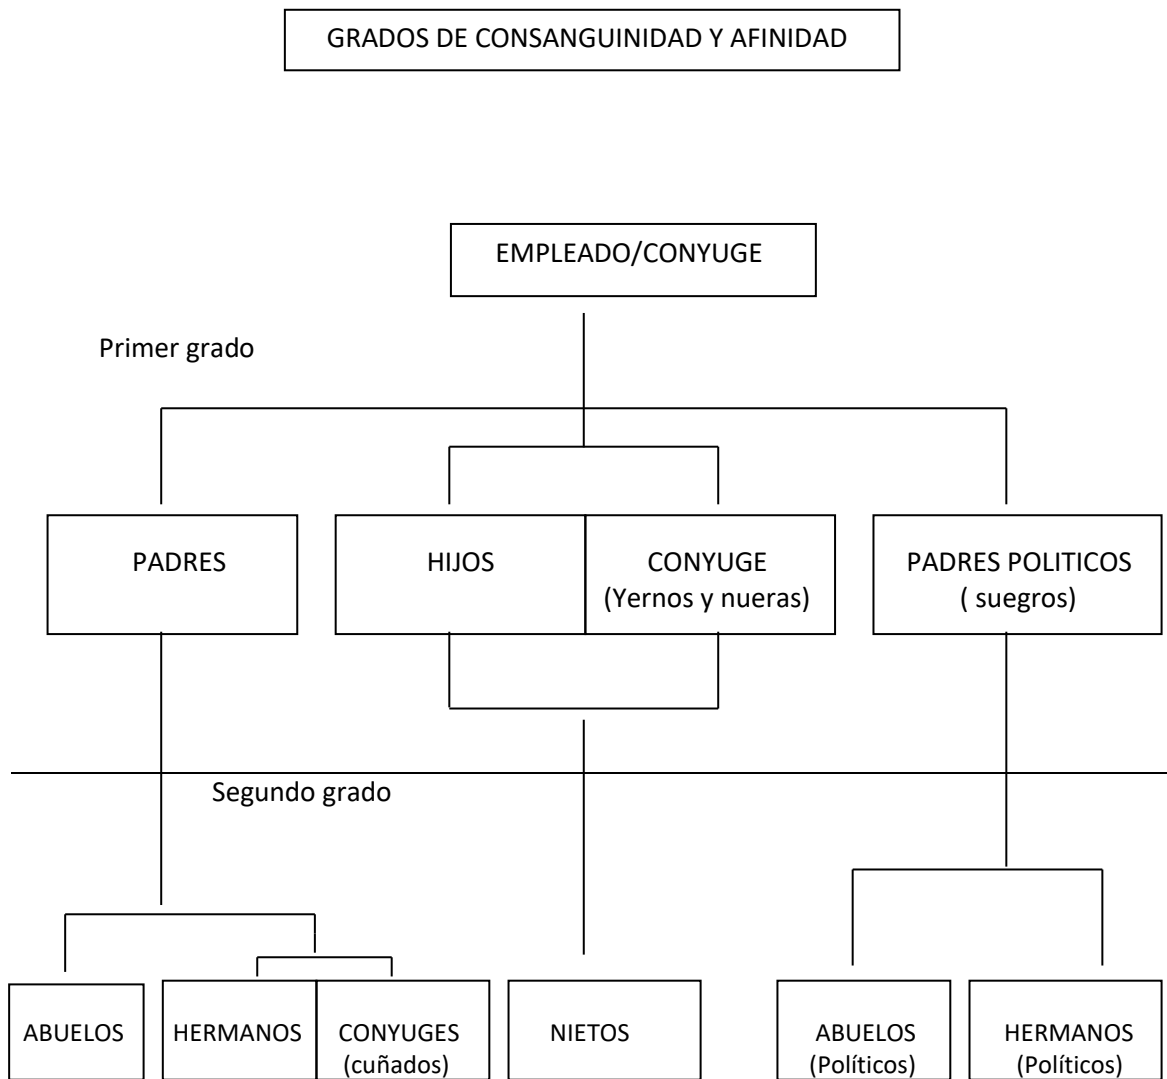 GRADOS DE CONSANGUINIDAD Y AFINIDAD
EMPLEADO/CONYUGE
Primer grado
PADRES
HIJOS
CONYUGE
(Yernos y nueras)
PADRES POLITICOS
( suegros)
Segundo grado
ABUELOS
HERMANOS
CONYUGES
(cuñados)
NIETOS
ABUELOS
(Políticos)
HERMANOS
(Políticos)